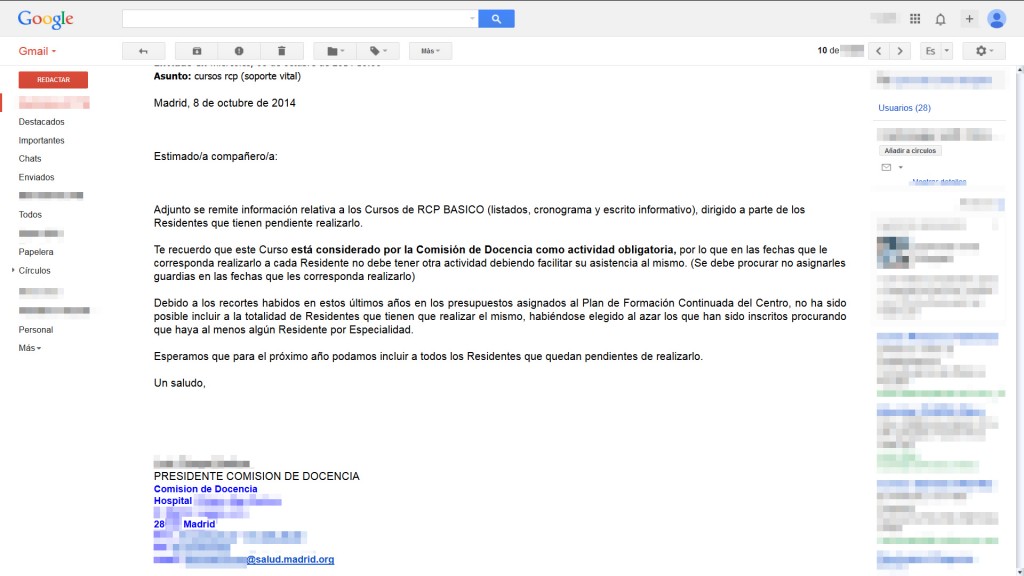 Google
Gmail
Más
10 de
Es
REDACTAR
Destacados
Importantes
Chats
Enviados
Todos
Papelera
Círculos
Personal
Más
Asunto: cursos rcp (soporte vital)
Madrid, 8 de octubre de 2014
Estimado/a compañero/a:
Adjunto se remite información relativa a los Cursos de RCP BASICO (listados, cronograma y escrito informativo), dirigido a parte de los
Residentes que tienen pendiente realizarlo.
Te recuerdo que este Curso está considerado por la Comisión de Docencia como actividad obligatoria, por lo que en las fechas que le
corresponda realizarlo a cada Residente no debe tener otra actividad debiendo facilitar su asistencia al mismo. (Se debe procurar no asignarles
guardias en las fechas que les corresponda realizarlo)
Debido a los recortes habidos en estos últimos años en los presupuestos asignados al Plan de Formación Continuada del Centro, no ha sido
posible incluir a la totalidad de Residentes que tienen que realizar el mismo, habiéndose elegido al azar los que han sido inscritos procurando
que haya al menos algún Residente por Especialidad.
Esperamos que para el próximo año podamos incluir a todos los Residentes que quedan pendientes de realizarlo.
Un saludo,
PRESIDENTE COMISION DE DOCENCIA
Comision de Docencia
Hospital
28 Madrid
@salud.madrid.org
Usuarios (28)
Añadir a círculos
Mostrar detalles